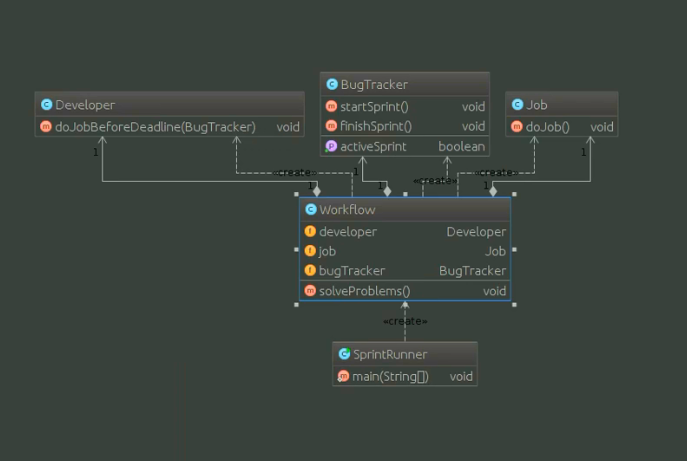 BugTracker
startSprint() void
finishSprint() void
activeSprint boolean
Developer
doJobBeforeDeadline(BugTracker) void
Job
doJob() void
1
«create»
1
1
1
«create»
1
«create»
1
Workflow
developer Developer
job Job
bugTracker BugTracker
solveProblems() void
«create»
SprintRunner
main(String[]) void